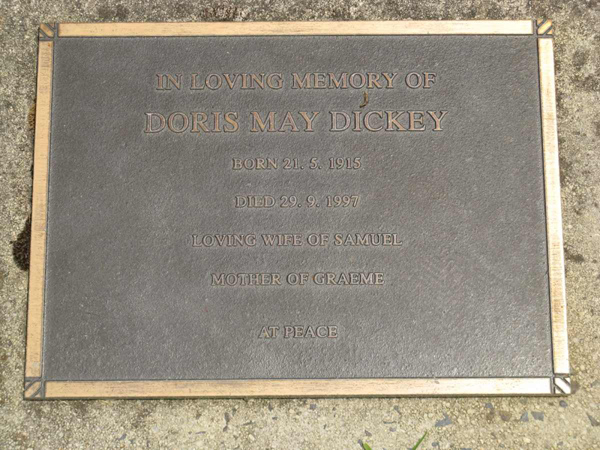 IN LOVING MEMORY OF
DORIS MAY DICKEY
BORN 21. 5. 1915
DIED 29. 9. 1997
LOVING WIFE OF SAMUEL
MOTHER OF GRAEME
AT PEACE